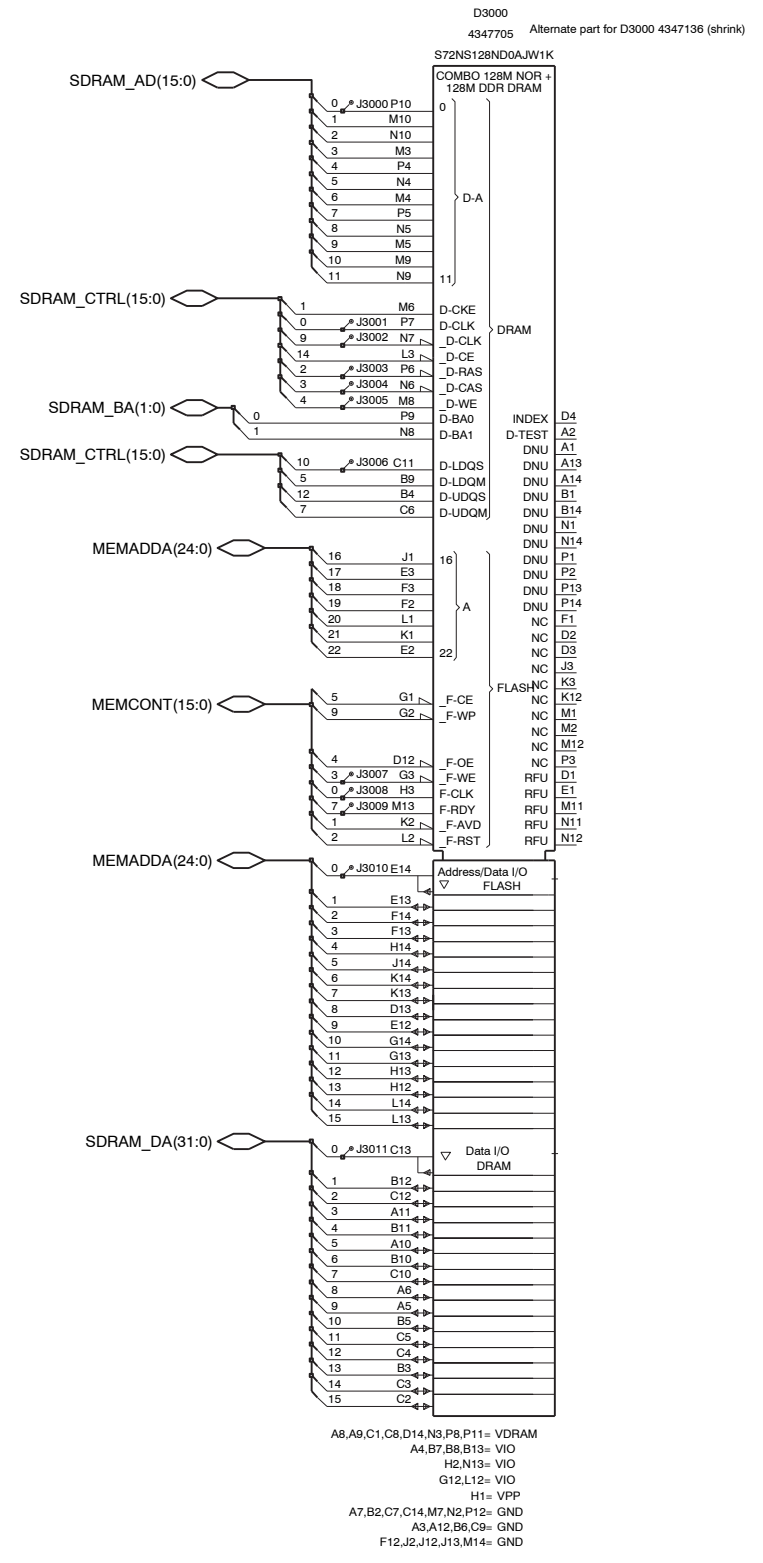 D3000
4347705 Alternate part for D3000 4347136 (shrink)
S72NS128ND0AJW1K
COMBO 128M NOR +
128M DDR DRAM
SDRAM_AD(15:0)
0 J3000 P10 0
1 M10
2 N10
3 M3
4 P4
5 N4
6 M4 D-A
7 P5
8 N5
9 M5
10 M9
11 N9 11
SDRAM_CTRL(15:0)
1 M6 D-CKE
0 J3001 P7 D-CLK
DRAM
9 J3002 N7 _D-CLK
14 L3 _D-CE
2 J3003 P6 _D-RAS
3 J3004 N6 _D-CAS
4 J3005 M8 _D-WE
SDRAM_BA(1:0)
0 P9 D-BA0 INDEX D4
1 N8 D-BA1 D-TEST A2
DNU A1
SDRAM_CTRL(15:0)
10 J3006 C11 D-LDQS DNU A13
5 B9 D-LDQM DNU A14
12 B4 D-UDQS DNU B1
7 C6 D-UDQM DNU B14
DNU N1
DNU N14
MEMADDA(24:0)
16 J1 16 DNU P1
17 E3 DNU P2
18 F3 DNU P13
19 F2 A DNU P14
20 L1 NC F1
21 K1 NC D2
22 E2 22 NC D3
NC J3
FLASH NC K3
MEMCONT(15:0)
5 G1 _F-CE NC K12
9 G2 _F-WP NC M1
NC M2
NC M12
4 D12 _F-OE NC P3
3 J3007 G3 _F-WE RFU D1
0 J3008 H3 F-CLK RFU E1
7 J3009 M13 F-RDY RFU M11
1 K2 _F-AVD RFU N11
2 L2 _F-RST RFU N12
MEMADDA(24:0)
0 J3010 E14 Address/Data I/O
FLASH
1 E13
2 F14
3 F13
4 H14
5 J14
6 K14
7 K13
8 D13
9 E12
10 G14
11 G13
12 H13
13 H12
14 L14
15 L13
SDRAM_DA(31:0)
0 J3011 C13 Data I/O
DRAM
1 B12
2 C12
3 A11
4 B11
5 A10
6 B10
7 C10
8 A6
9 A5
10 B5
11 C5
12 C4
13 B3
14 C3
15 C2
A8,A9,C1,C8,D14,N3,P8,P11= VDRAM
A4,B7,B8,B13= VIO
H2,N13= VIO
G12,L12= VIO
H1= VPP
A7,B2,C7,C14,M7,N2,P12= GND
A3,A12,B6,C9= GND
F12,J2,J12,J13,M14= GND